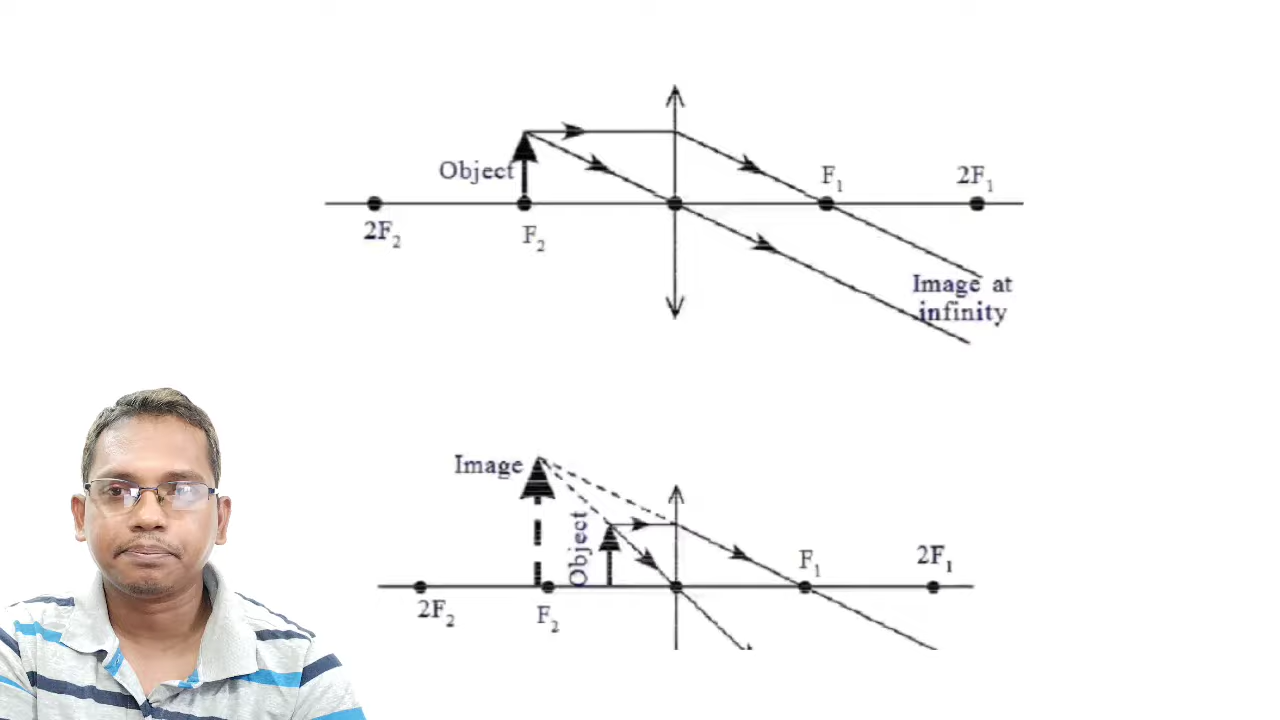 Object
F₁
2F₁
2F₂
F₂
Image at
infinity
Image
Object
F₁
2F₁
2F₂
F₂